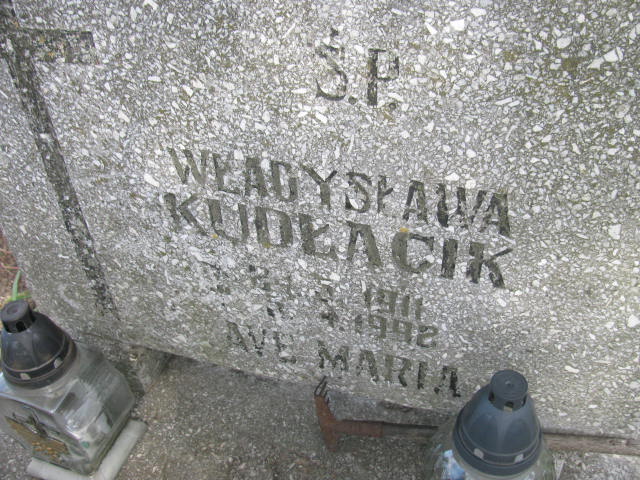 Ś.P.
WŁADYSŁAWA
KUDŁACIK
1911
1992
AVE MARIA